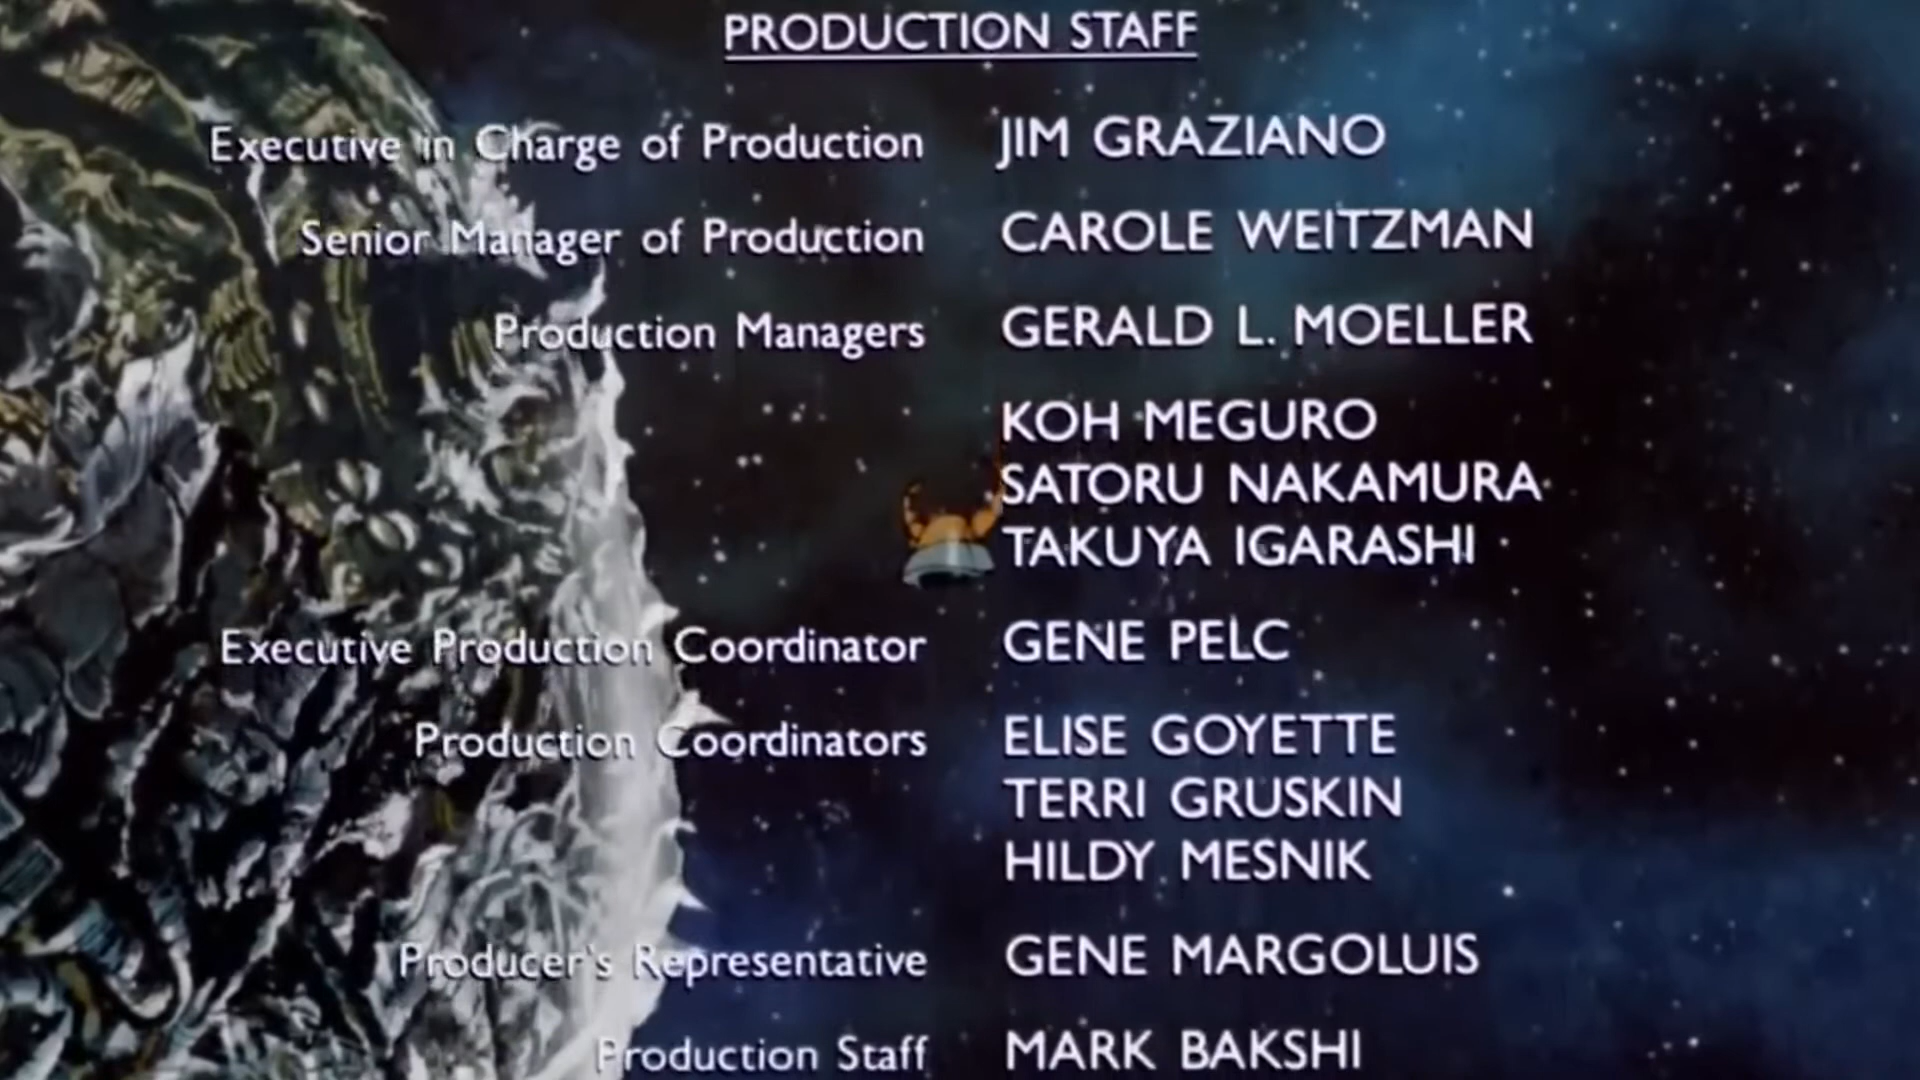 PRODUCTION STAFF
Executive in Charge of Production JIM GRAZIANO
Senior Manager of Production CAROLE WEITZMAN
Production Managers GERALD L. MOELLER
KOH MEGURO
SATORU NAKAMURA
TAKUYA IGARASHI
Executive Production Coordinator GENE PELC
Production Coordinators ELISE GOYETTE
TERRI GRUSKIN
HILDY MESNIK
Producer's Representative GENE MARGOLUIS
Production Staff MARK BAKSHI